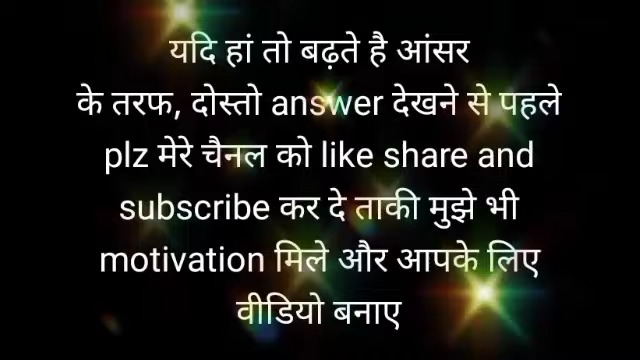 यदि हां तो बढ़ते है आंसर
के तरफ, दोस्तो answer देखने से पहले
plz मेरे चैनल को like share and
subscribe कर दे ताकी मुझे भी
motivation मिले और आपके लिए
वीडियो बनाए